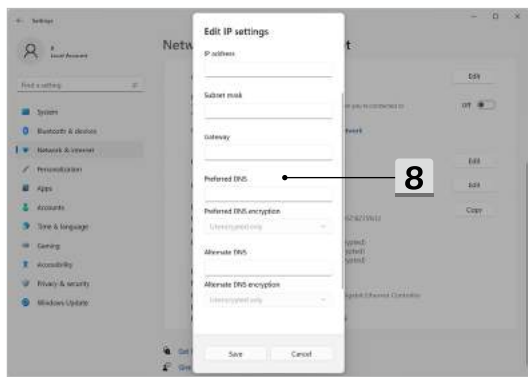 Settings
Local Account
Find a setting
System
Bluetooth & devices
Network & internet
Personalization
Apps
Accounts
Time & language
Gaming
Accessibility
Privacy & security
Windows Update
Netw
t
Edit
Off
Edit
Edit
Copy
Edit IP settings
IP address
Subnet mask
Gateway
Preferred DNS
8
Preferred DNS encryption
Unencrypted only
Alternate DNS
Alternate DNS encryption
Unencrypted only
Save
Cancel